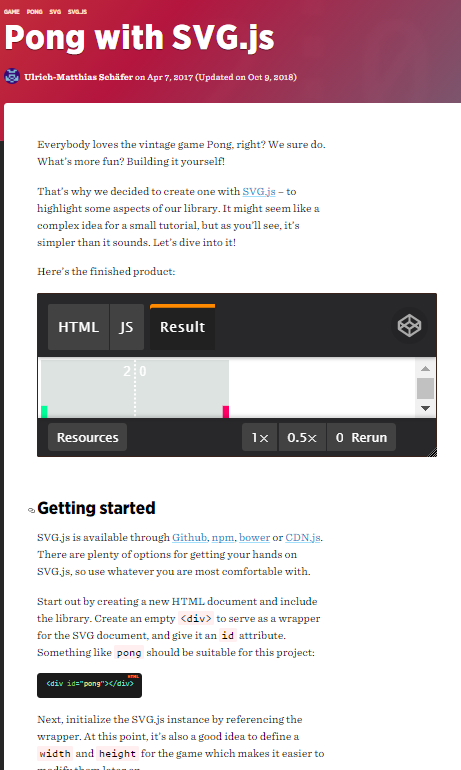 GAME PONG SVG SVG.JS
Pong with SVG.js
Ulrich-Matthias Schäfer on Apr 7, 2017 (Updated on Oct 9, 2018)
Everybody loves the vintage game Pong, right? We sure do.
What's more fun? Building it yourself!
That's why we decided to create one with SVG.js – to
highlight some aspects of our library. It might seem like a
complex idea for a small tutorial, but as you'll see, it's
simpler than it sounds. Let's dive into it!
Here's the finished product:
HTML JS Result
2 0
Resources 1× 0.5× 0 Rerun
Getting started
SVG.js is available through Github, npm, bower or CDN.js.
There are plenty of options for getting your hands on
SVG.js, so use whatever you are most comfortable with.
Start out by creating a new HTML document and include
the library. Create an empty <div> to serve as a wrapper
for the SVG document, and give it an id attribute.
Something like pong should be suitable for this project:
HTML
<div id="pong"></div>
Next, initialize the SVG.js instance by referencing the
wrapper. At this point, it's also a good idea to define a
width and height for the game which makes it easier to
modify them later on.